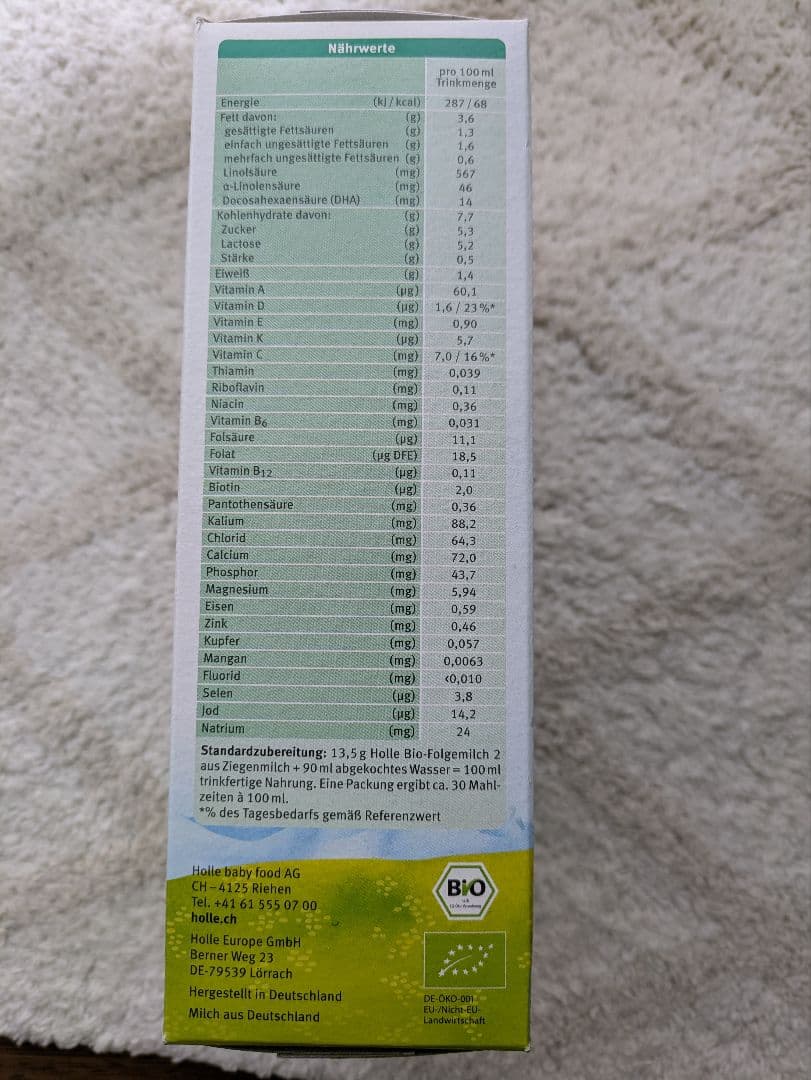 Nährwerte
pro 100 ml
Trinkmenge
Energie (kJ / kcal) 287 / 68
Fett davon: (g) 3,6
gesättigte Fettsäuren (g) 1,3
einfach ungesättigte Fettsäuren (g) 1,6
mehrfach ungesättigte Fettsäuren (g) 0,6
Linolsäure (mg) 567
α-Linolensäure (mg) 46
Docosahexaensäure (DHA) (mg) 14
Kohlenhydrate davon: (g) 7,7
Zucker (g) 5,3
Lactose (g) 5,2
Stärke (g) 0,5
Eiweiß (g) 1,4
Vitamin A (µg) 60,1
Vitamin D (µg) 1,6 / 23 %*
Vitamin E (mg) 0,90
Vitamin K (µg) 5,7
Vitamin C (mg) 7,0 / 16 %*
Thiamin (mg) 0,039
Riboflavin (mg) 0,11
Niacin (mg) 0,36
Vitamin B6 (mg) 0,031
Folsäure (µg) 11,1
Folat (µg DFE) 18,5
Vitamin B12 (µg) 0,11
Biotin (µg) 2,0
Pantothensäure (mg) 0,36
Kalium (mg) 88,2
Chlorid (mg) 64,3
Calcium (mg) 72,0
Phosphor (mg) 43,7
Magnesium (mg) 5,94
Eisen (mg) 0,59
Zink (mg) 0,46
Kupfer (mg) 0,057
Mangan (mg) 0,0063
Fluorid (mg) <0,010
Selen (µg) 3,8
Jod (µg) 14,2
Natrium (mg) 24
Standardzubereitung: 13,5 g Holle Bio-Folgemilch 2
aus Ziegenmilch + 90 ml abgekochtes Wasser = 100 ml
trinkfertige Nahrung. Eine Packung ergibt ca. 30 Mahl-
zeiten à 100 ml.
*% des Tagesbedarfs gemäß Referenzwert
Holle baby food AG
CH – 4125 Riehen
Tel. +41 61 555 07 00
holle.ch
Holle Europe GmbH
Berner Weg 23
DE-79539 Lörrach
Hergestellt in Deutschland
Milch aus Deutschland
Bio
DE-ÖKO-001
EU-/Nicht-EU-
Landwirtschaft